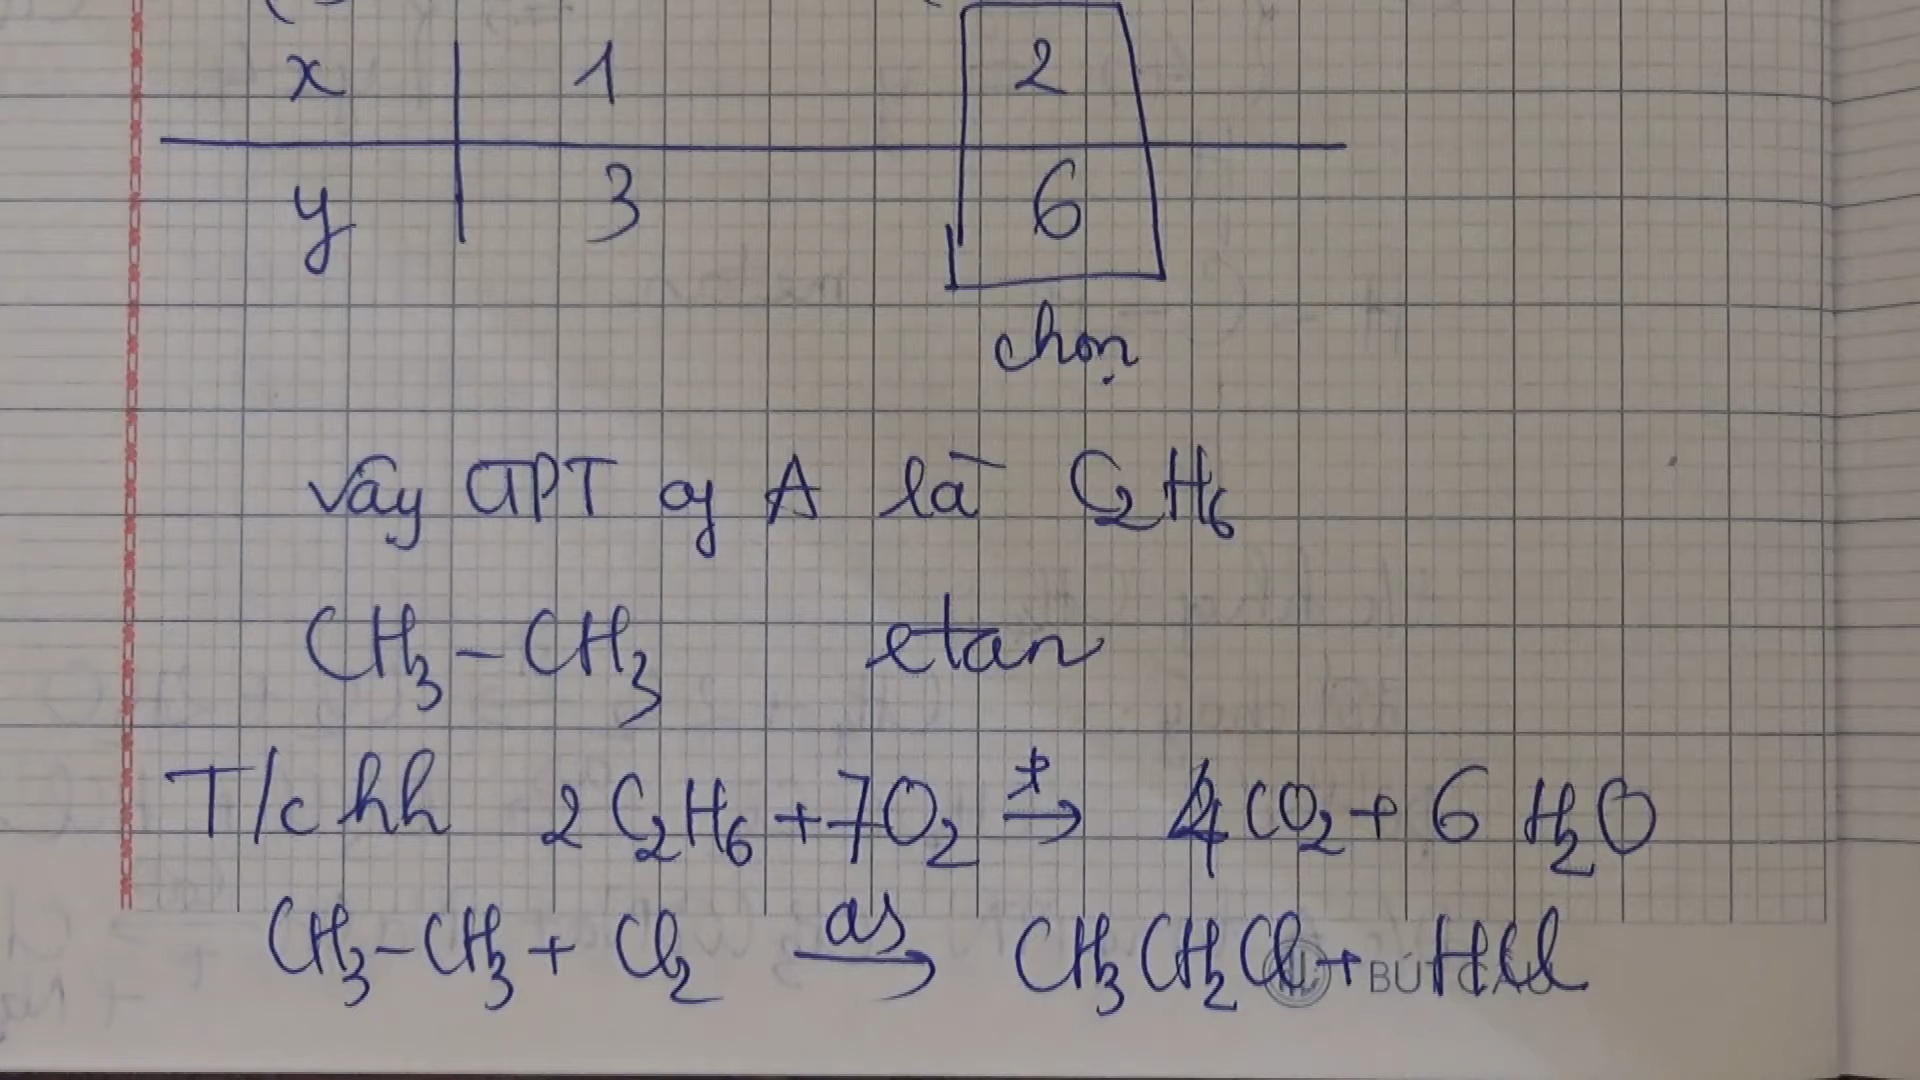 x 1 2
y 3 6
chọn
Vậy CTPT of A là C₂H₆
CH₃-CH₃ etan
T/c hh 2C₂H₆ + 7O₂ →(t°) 4CO₂ + 6H₂O
CH₃-CH₃ + Cl₂ →(as) CH₃CH₂Cl + HCl